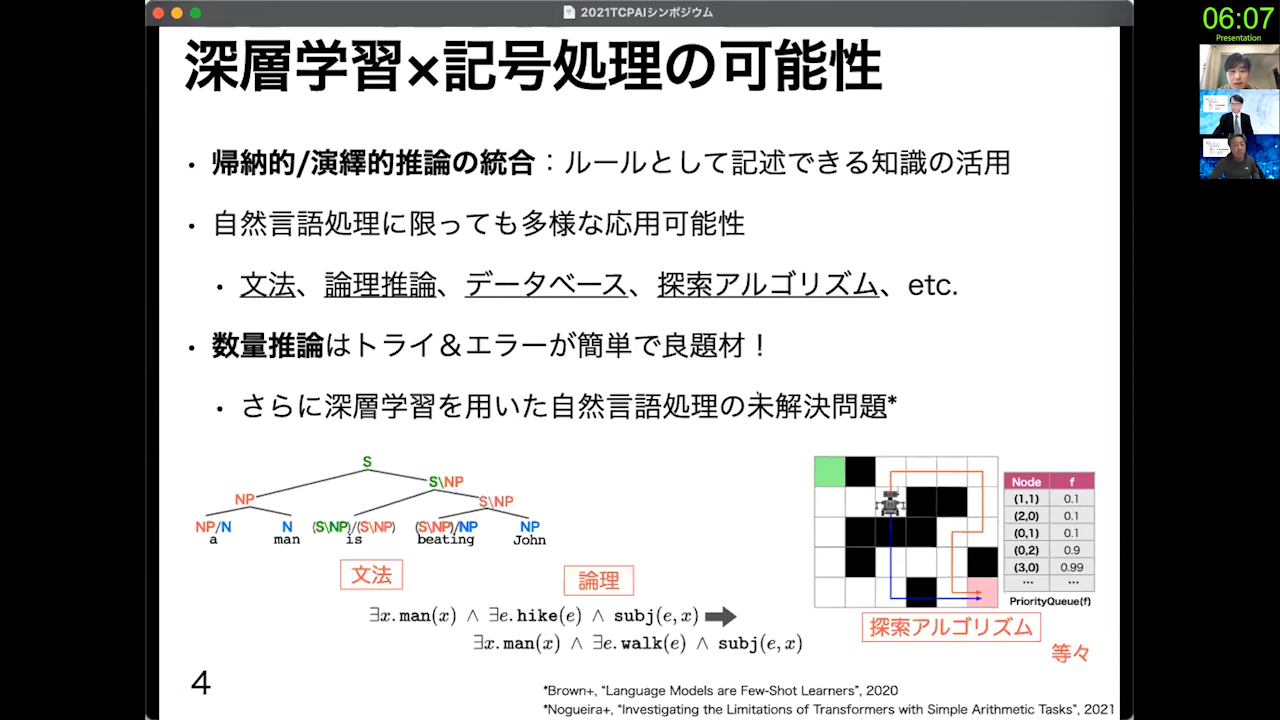 2021TCPAIシンポジウム
06:07
Presentation
深層学習×記号処理の可能性
・帰納的/演繹的推論の統合：ルールとして記述できる知識の活用
・自然言語処理に限っても多様な応用可能性
・文法、論理推論、データベース、探索アルゴリズム、etc.
・数量推論はトライ＆エラーが簡単で良題材！
・さらに深層学習を用いた自然言語処理の未解決問題*
S
S\NP
NP S\NP
NP/N N (S\NP)/(S\NP) (S\NP)/NP NP
a man is beating John
文法
論理
∃x.man(x) ∧ ∃e.hike(e) ∧ subj(e,x)
∃x.man(x) ∧ ∃e.walk(e) ∧ subj(e,x)
Node f
(1,1) 0.1
(2,0) 0.1
(0,1) 0.1
(0,2) 0.9
(3,0) 0.99
… …
PriorityQueue(f)
探索アルゴリズム
等々
4
*Brown+, “Language Models are Few-Shot Learners”, 2020
*Nogueira+, “Investigating the Limitations of Transformers with Simple Arithmetic Tasks”, 2021